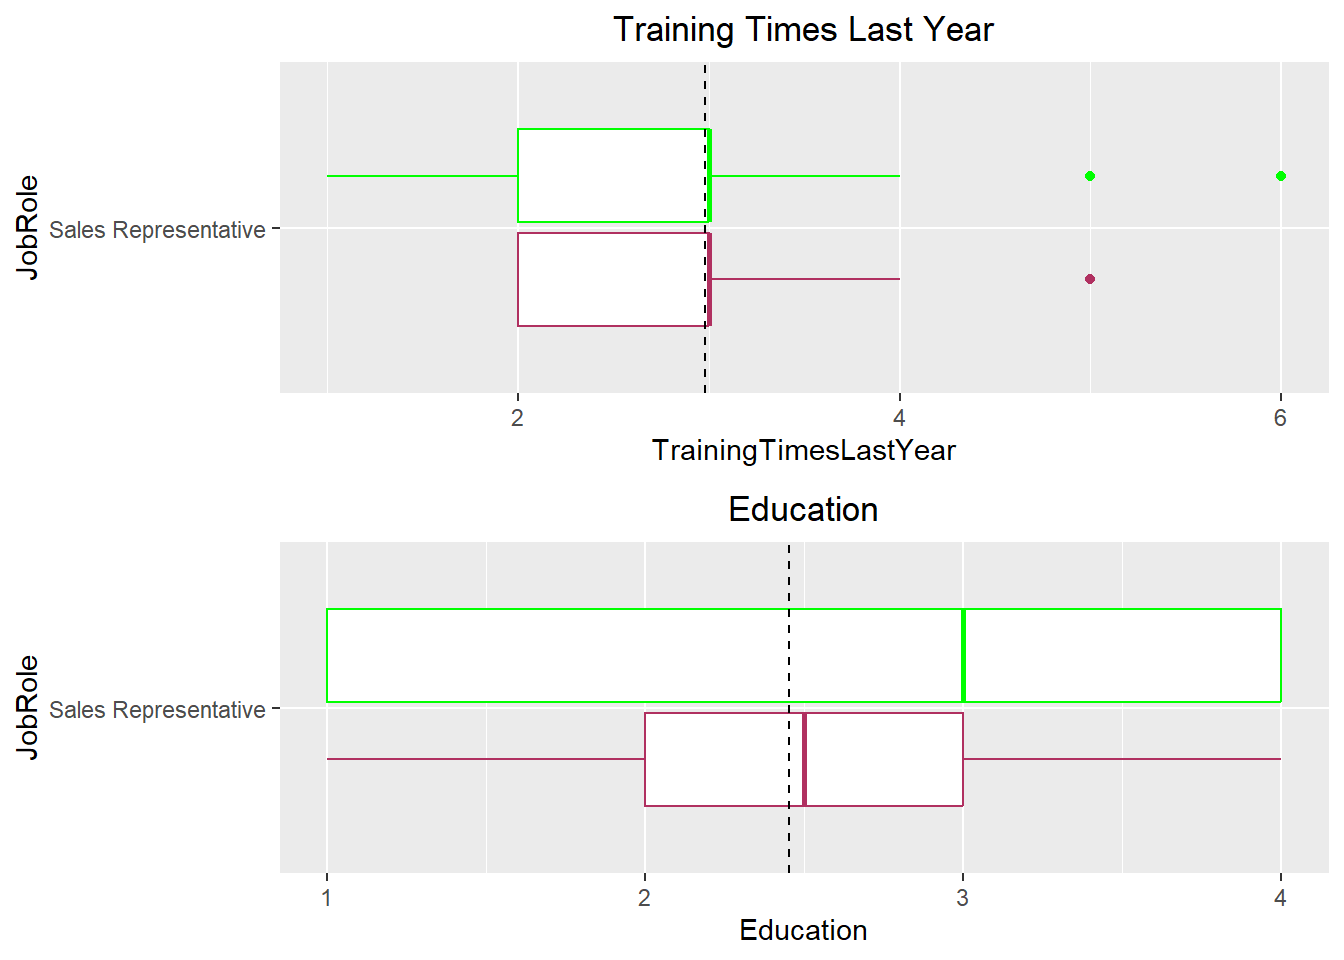 Training Times Last Year
JobRole
Sales Representative
2 4 6
TrainingTimesLastYear
Education
JobRole
Sales Representative
1 2 3 4
Education